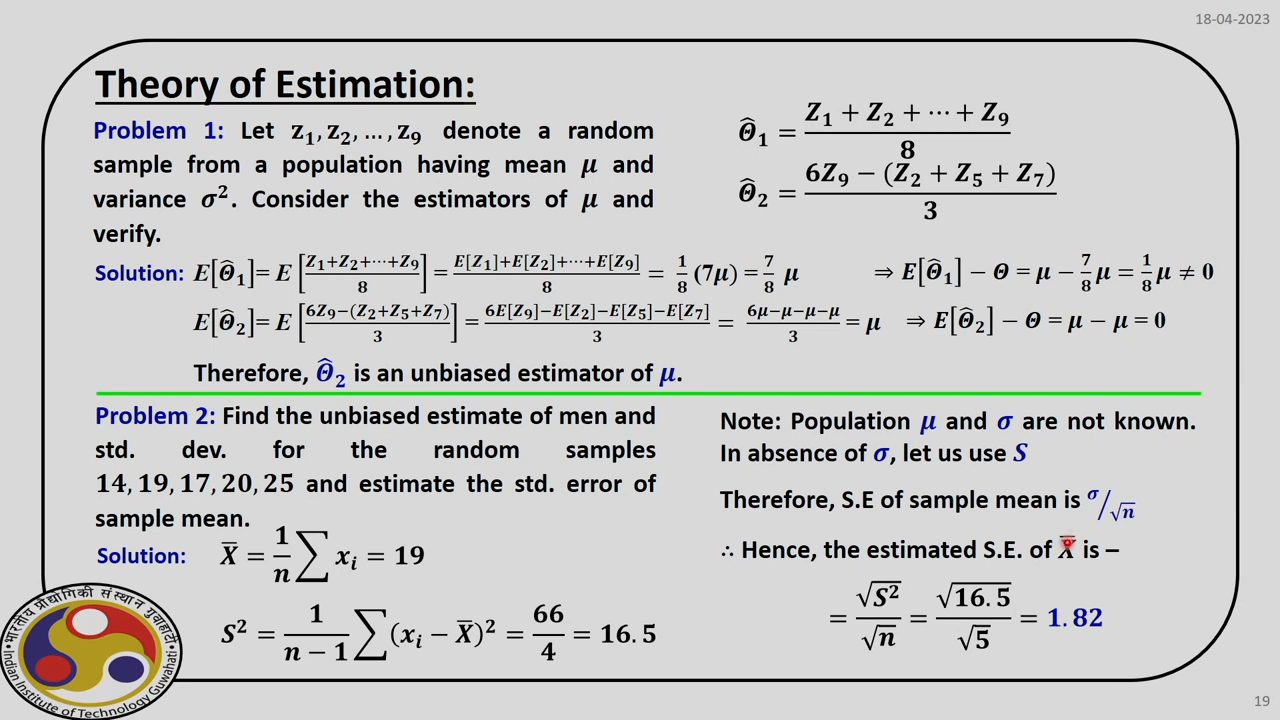 18-04-2023
Theory of Estimation:
Problem 1: Let z₁, z₂, …, z₉ denote a random
sample from a population having mean μ and
variance σ². Consider the estimators of μ and
verify.
Θ̂₁ = (Z₁ + Z₂ + ⋯ + Z₉) / 8
Θ̂₂ = (6Z₉ − (Z₂ + Z₅ + Z₇)) / 3
Solution: E[Θ̂₁]= E [(Z₁+Z₂+⋯+Z₉)/8] = (E[Z₁]+E[Z₂]+⋯+E[Z₉])/8 = 1/8 (7μ) = 7/8 μ ⇒ E[Θ̂₁] − Θ = μ − 7/8 μ = 1/8 μ ≠ 0
E[Θ̂₂]= E [(6Z₉−(Z₂+Z₅+Z₇))/3] = (6E[Z₉]−E[Z₂]−E[Z₅]−E[Z₇])/3 = (6μ−μ−μ−μ)/3 = μ ⇒ E[Θ̂₂] − Θ = μ − μ = 0
Therefore, Θ̂₂ is an unbiased estimator of μ.
Problem 2: Find the unbiased estimate of men and
std. dev. for the random samples
14, 19, 17, 20, 25 and estimate the std. error of
sample mean.
Solution: X̄ = 1/n ∑ xᵢ = 19
S² = 1/(n − 1) ∑(xᵢ − X̄)² = 66/4 = 16.5
Note: Population μ and σ are not known.
In absence of σ, let us use S
Therefore, S.E of sample mean is σ/√n
∴ Hence, the estimated S.E. of X̄ is –
= √S²/√n = √16.5/√5 = 1.82
भारतीय प्रौद्योगिकी संस्थान गुवाहाटी
Indian Institute of Technology Guwahati
19